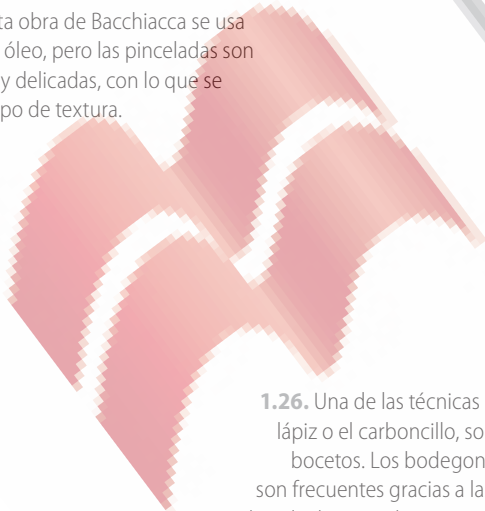 ta obra de Bacchiacca se usa
óleo, pero las pinceladas son
y delicadas, con lo que se
po de textura.
1.26. Una de las técnicas
lápiz o el carboncillo, so
bocetos. Los bodegon
son frecuentes gracias a la